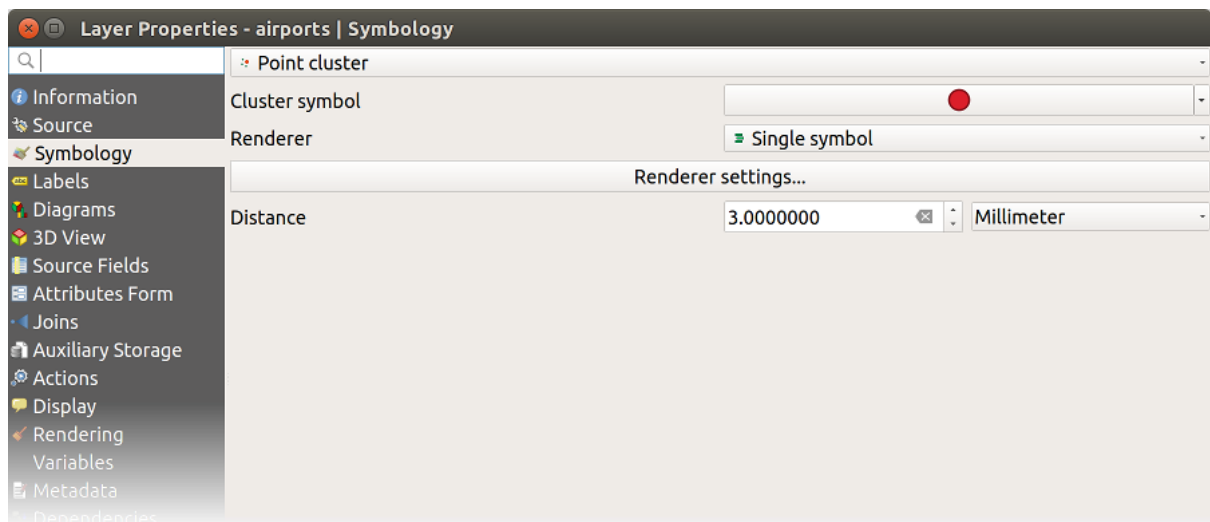 Layer Properties - airports | Symbology
Point cluster
Information
Cluster symbol
Source
Renderer
Single symbol
Symbology
Labels
Renderer settings...
Diagrams
Distance
3.0000000
Millimeter
3D View
Source Fields
Attributes Form
Joins
Auxiliary Storage
Actions
Display
Rendering
Variables
Metadata
Dependencies